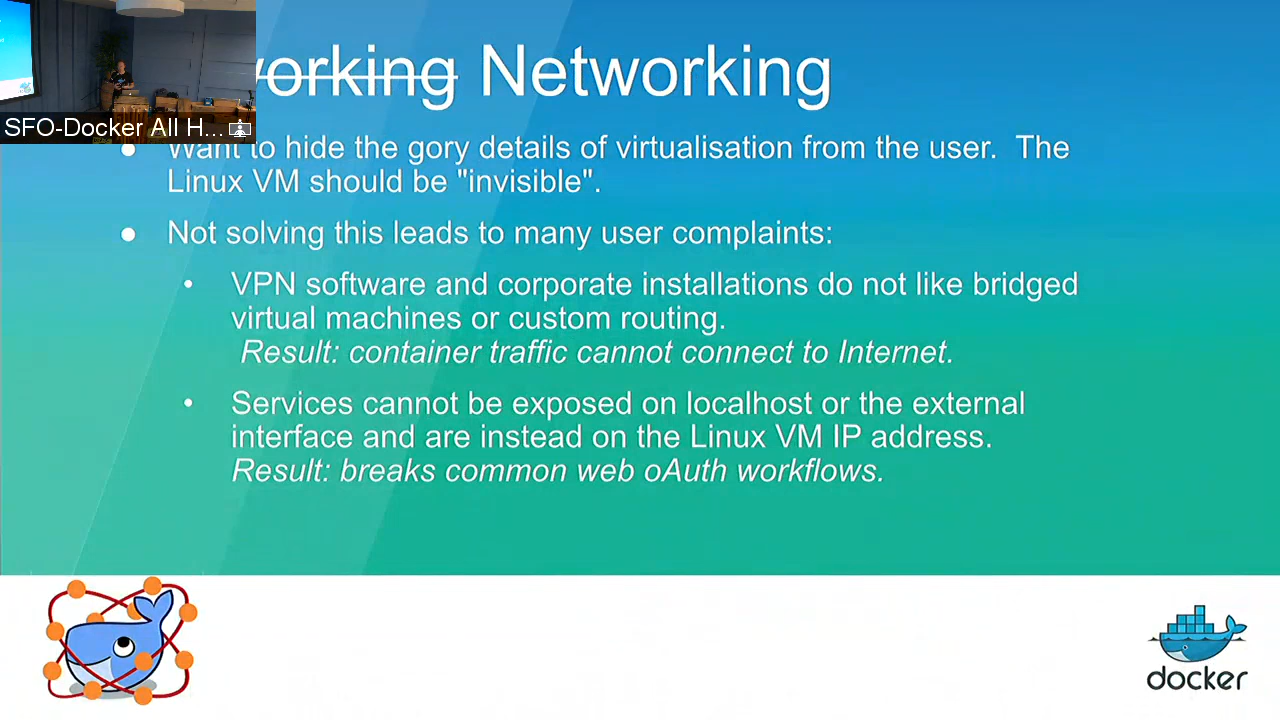 SFO-Docker All H...
Networking
● Want to hide the gory details of virtualisation from the user.  The
Linux VM should be "invisible".
● Not solving this leads to many user complaints:
• VPN software and corporate installations do not like bridged
virtual machines or custom routing.
Result: container traffic cannot connect to Internet.
• Services cannot be exposed on localhost or the external
interface and are instead on the Linux VM IP address.
Result: breaks common web oAuth workflows.
docker